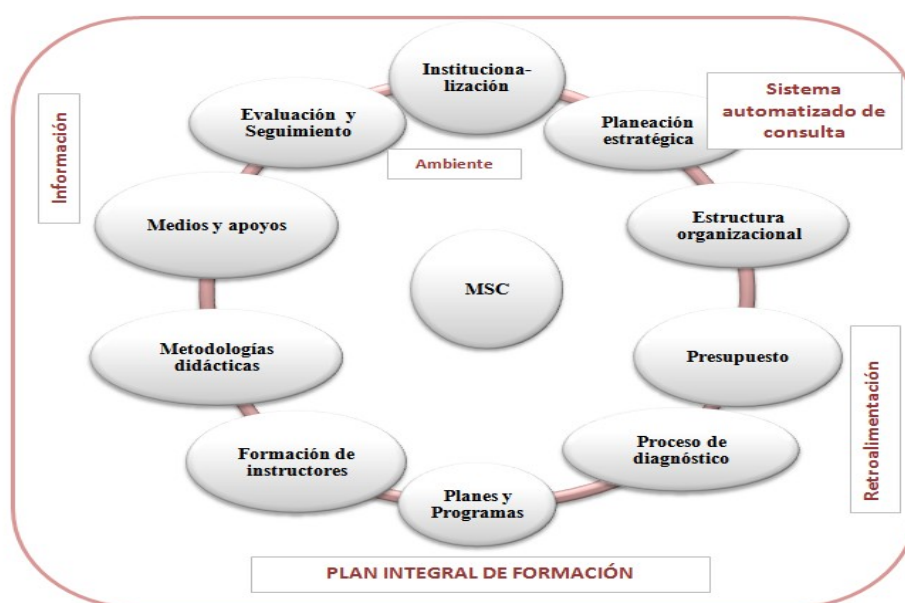 Instituciona-
lización
Sistema
automatizado de
consulta
Evaluación y
Seguimiento
Planeación
estratégica
Información
Ambiente
Medios y apoyos
Estructura
organizacional
MSC
Metodologías
didácticas
Presupuesto
Retroalimentación
Formación de
instructores
Proceso de
diagnóstico
Planes y
Programas
PLAN INTEGRAL DE FORMACIÓN